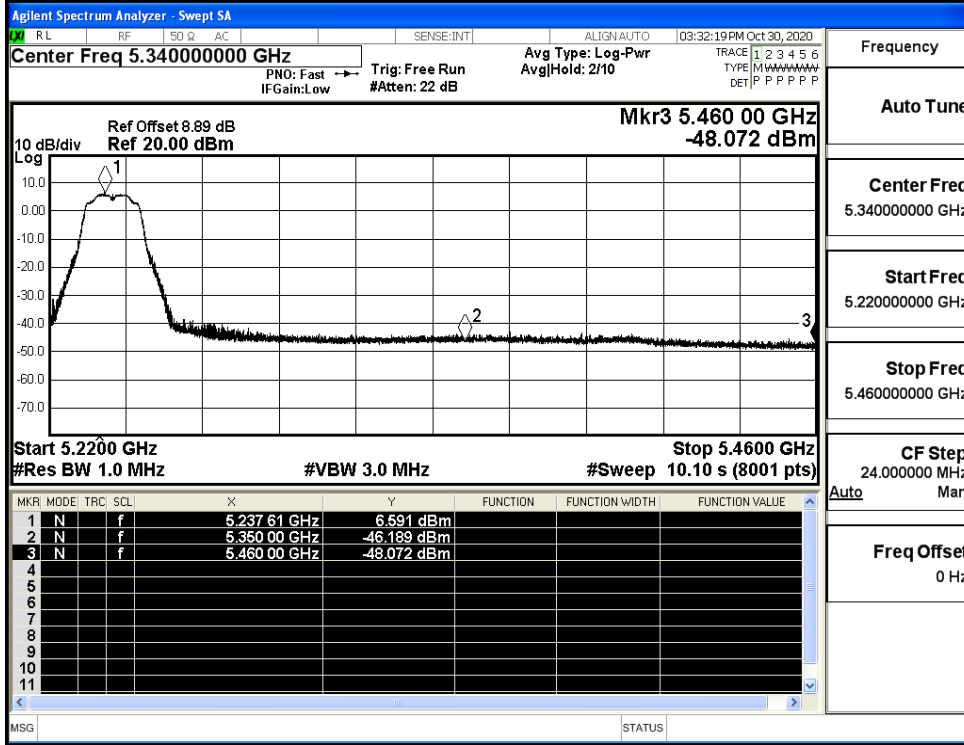 Agilent Spectrum Analyzer - Swept SA
LXI RL RF 50 Ω AC SENSE:INT ALIGN AUTO 03:32:19 PM Oct 30, 2020
Center Freq 5.340000000 GHz
PNO: Fast
IFGain:Low
Trig: Free Run
#Atten: 22 dB
Avg Type: Log-Pwr
Avg|Hold: 2/10
TRACE 1 2 3 4 5 6
TYPE M WWWWW
DET P P P P P P
Mkr3 5.460 00 GHz
-48.072 dBm
Ref Offset 8.89 dB
10 dB/div Ref 20.00 dBm
Log
10.0
0.00
-10.0
-20.0
-30.0
-40.0
-50.0
-60.0
-70.0
1
2
3
Start 5.2200 GHz Stop 5.4600 GHz
#Res BW 1.0 MHz #VBW 3.0 MHz #Sweep 10.10 s (8001 pts)
MKR MODE TRC SCL X Y FUNCTION FUNCTION WIDTH FUNCTION VALUE
1 N f 5.237 61 GHz 6.591 dBm
2 N f 5.350 00 GHz -46.189 dBm
3 N f 5.460 00 GHz -48.072 dBm
4
5
6
7
8
9
10
11
MSG STATUS
Frequency
Auto Tune
Center Freq
5.340000000 GHz
Start Freq
5.220000000 GHz
Stop Freq
5.460000000 GHz
CF Step
24.000000 MHz
Auto Man
Freq Offset
0 Hz